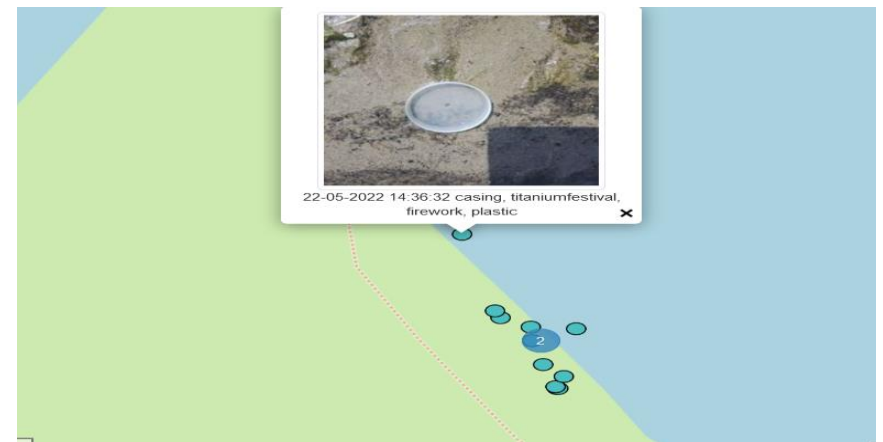 22-05-2022 14:36:32 casing, titaniumfestival,
firework, plastic
2